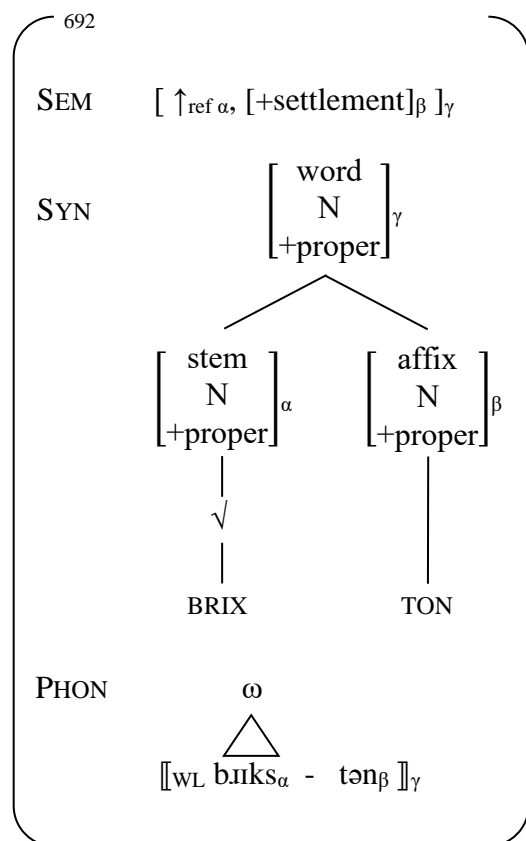 692
SEM [ ↑ref α, [+settlement]β ]γ
SYN
word
N
+proper γ
stem affix
N N
+proper α +proper β
√
BRIX TON
PHON ω
⟦WL bɹɪksα - tənβ ⟧γ